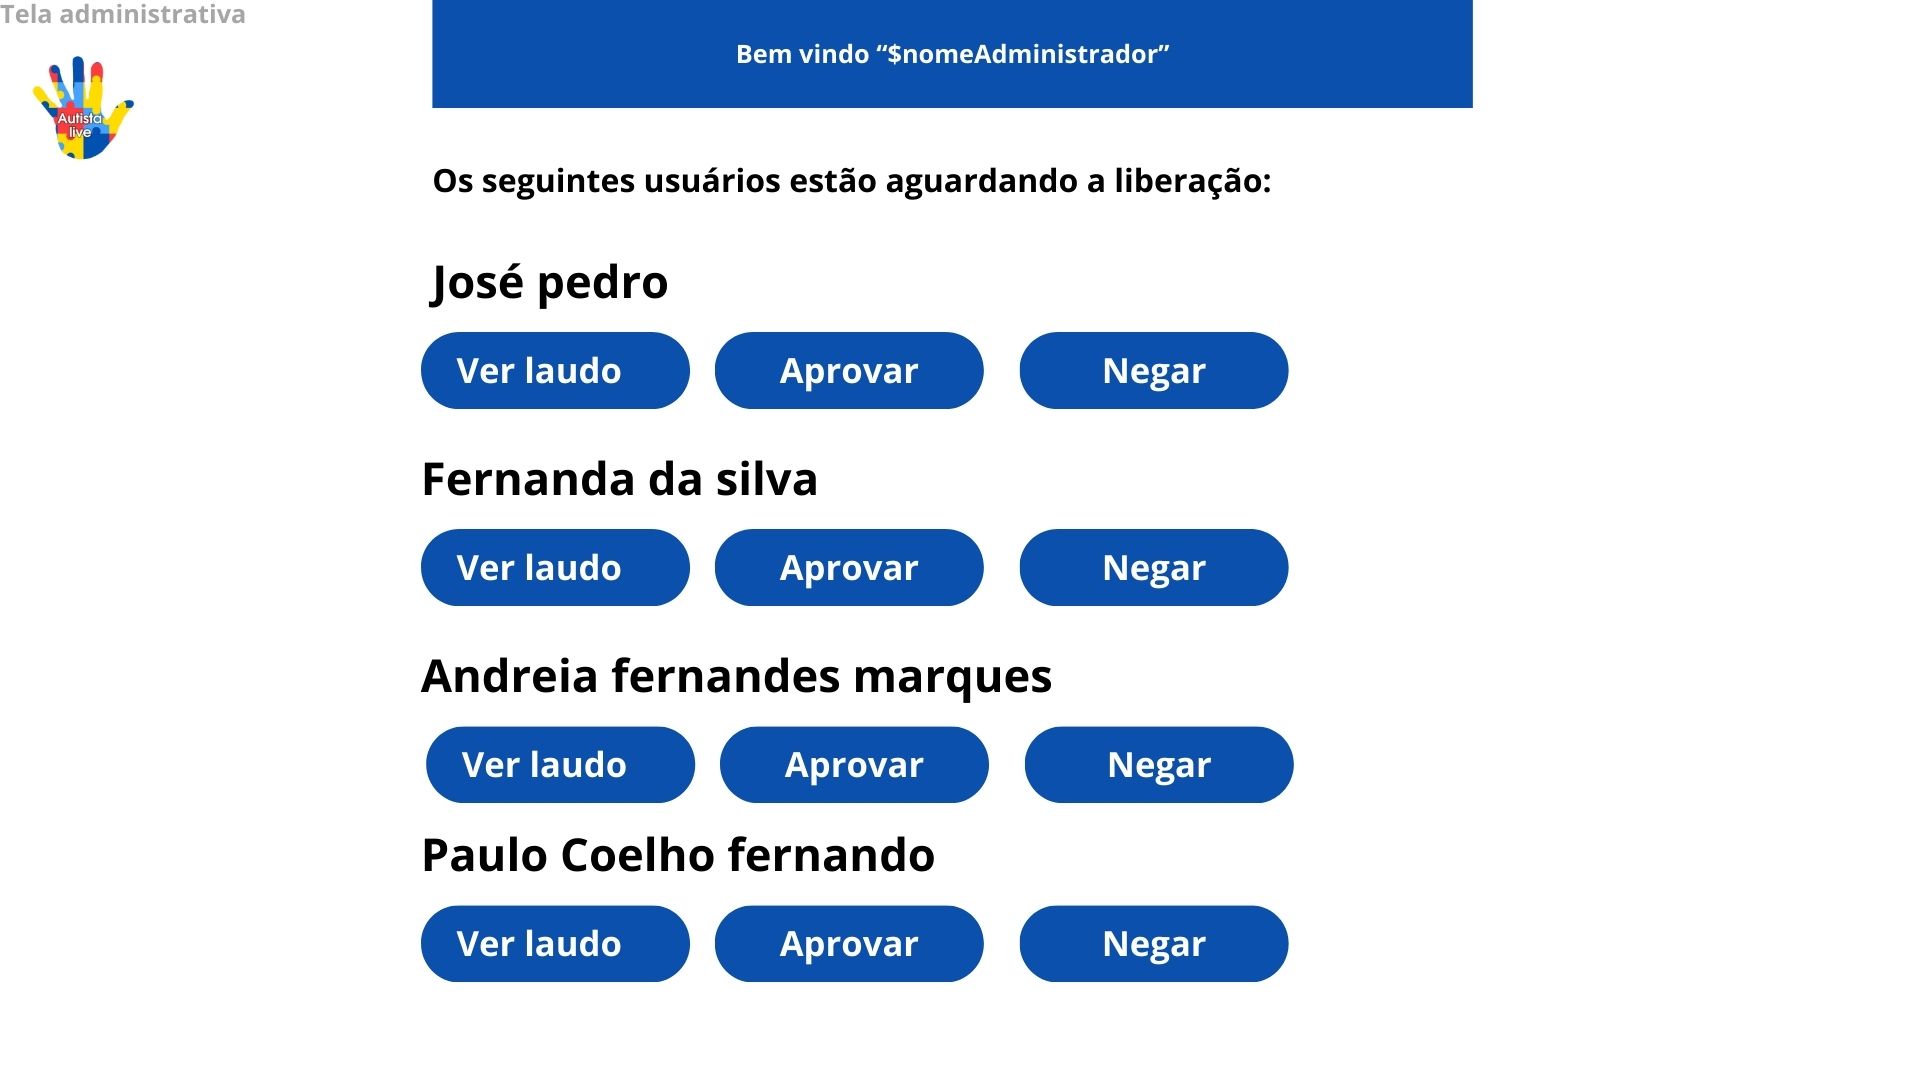 Tela administrativa
Bem vindo “$nomeAdministrador”
Autista
live
Os seguintes usuários estão aguardando a liberação:
José pedro
Ver laudo Aprovar Negar
Fernanda da silva
Ver laudo Aprovar Negar
Andreia fernandes marques
Ver laudo Aprovar Negar
Paulo Coelho fernando
Ver laudo Aprovar Negar